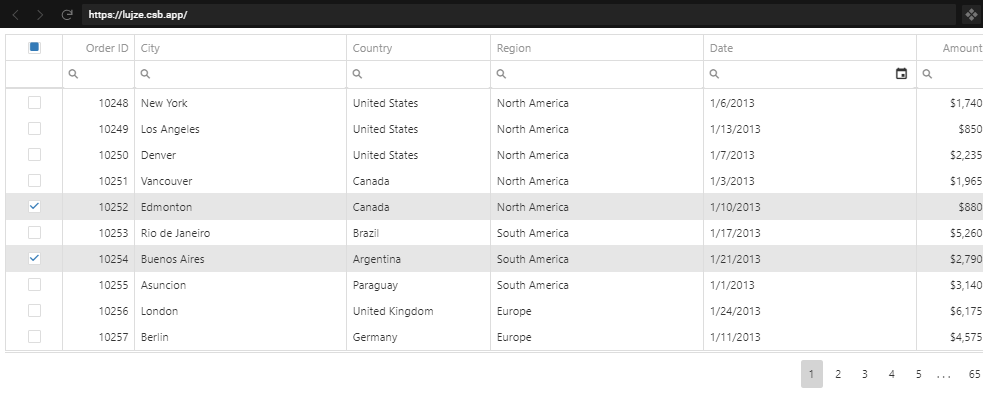 https://lujze.csb.app/
Order ID City Country Region Date Amount
10248 New York United States North America 1/6/2013 $1,740
10249 Los Angeles United States North America 1/13/2013 $850
10250 Denver United States North America 1/7/2013 $2,235
10251 Vancouver Canada North America 1/3/2013 $1,965
10252 Edmonton Canada North America 1/10/2013 $880
10253 Rio de Janeiro Brazil South America 1/17/2013 $5,260
10254 Buenos Aires Argentina South America 1/21/2013 $2,790
10255 Asuncion Paraguay South America 1/1/2013 $3,140
10256 London United Kingdom Europe 1/24/2013 $6,175
10257 Berlin Germany Europe 1/11/2013 $4,575
1 2 3 4 5 ... 65